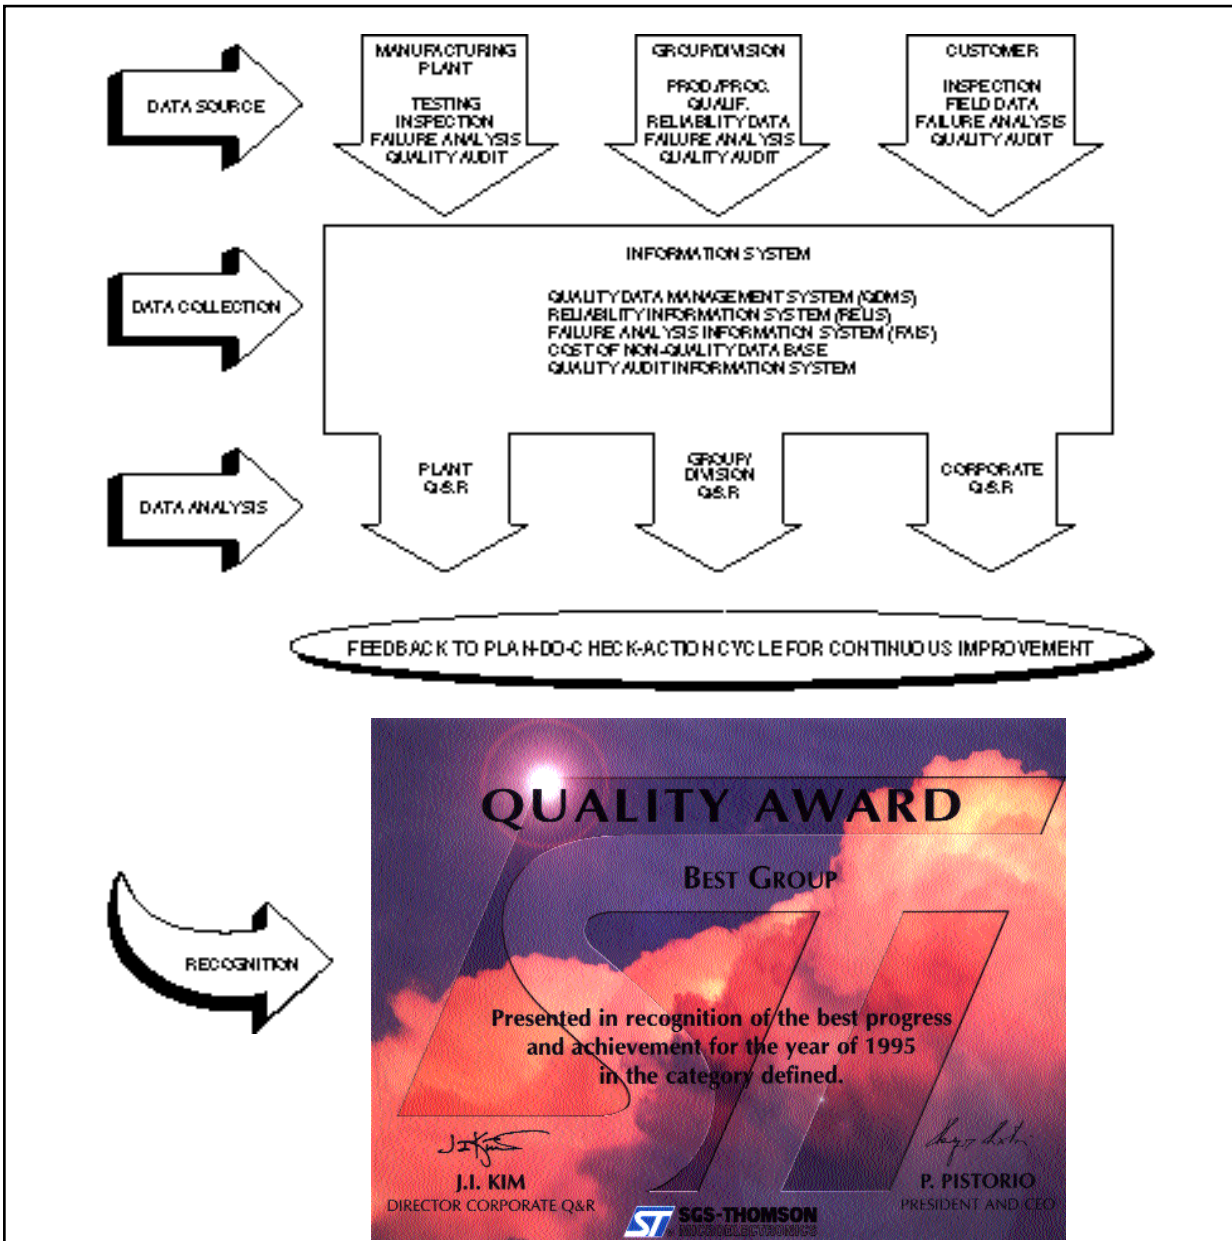 DATA SOURCE
MANUFACTURING
PLANT
TESTING
INSPECTION
FAILURE ANALYSIS
QUALITY AUDIT
GROUP/DIVISION
PROD./PROC.
QUALIF.
RELIABILITY DATA
FAILURE ANALYSIS
QUALITY AUDIT
CUSTOMER
INSPECTION
FIELD DATA
FAILURE ANALYSIS
QUALITY AUDIT
DATA COLLECTION
INFORMATION SYSTEM
QUALITY DATA MANAGEMENT SYSTEM (QDMS)
RELIABILITY INFORMATION SYSTEM (RELIS)
FAILURE ANALYSIS INFORMATION SYSTEM (FAIS)
COST OF NON-QUALITY DATA BASE
QUALITY AUDIT INFORMATION SYSTEM
DATA ANALYSIS
PLANT
Q&R
GROUP/
DIVISION
Q&R
CORPORATE
Q&R
FEEDBACK TO PLAN-DO-CHECK-ACTION CYCLE FOR CONTINUOUS IMPROVEMENT
RECOGNITION
QUALITY AWARD
BEST GROUP
Presented in recognition of the best progress
and achievement for the year of 1995
in the category defined.
J.I. KIM
DIRECTOR CORPORATE Q&R
P. PISTORIO
PRESIDENT AND CEO
ST SGS-THOMSON
MICROELECTRONICS